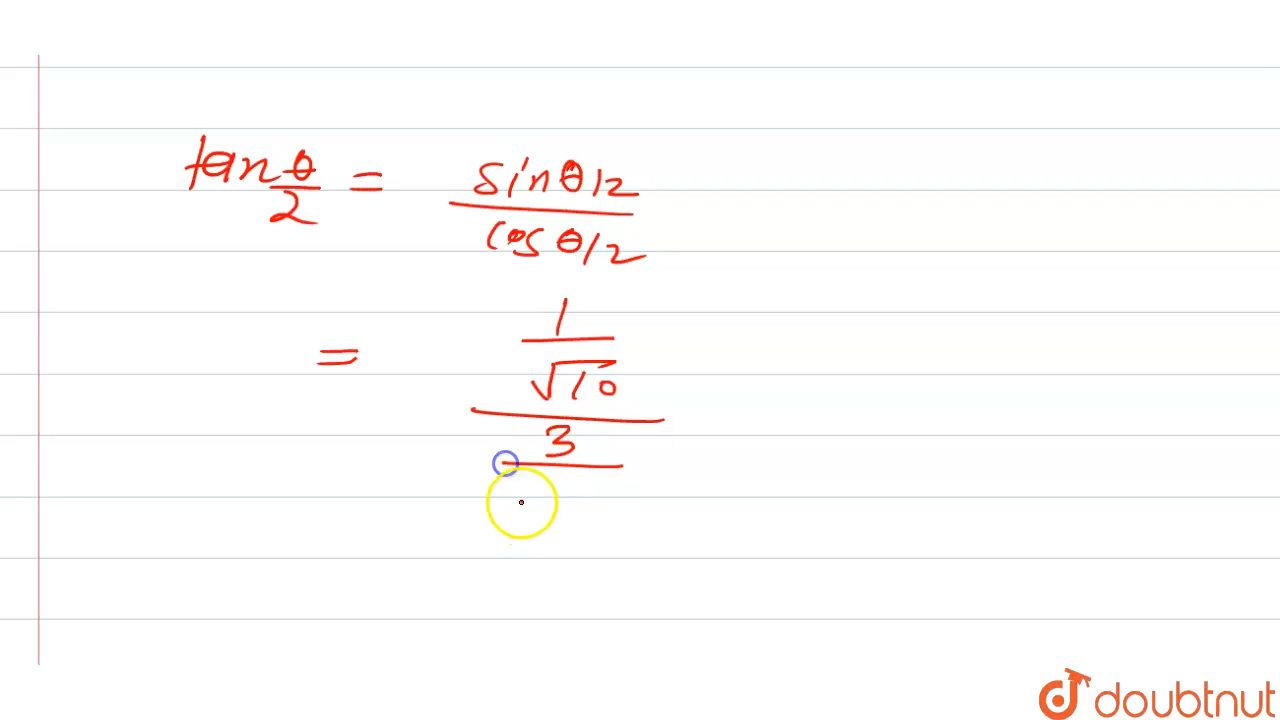 tan θ/2 = sin θ/2 / cos θ/2
= 1/√10 / 3/
doubtnut